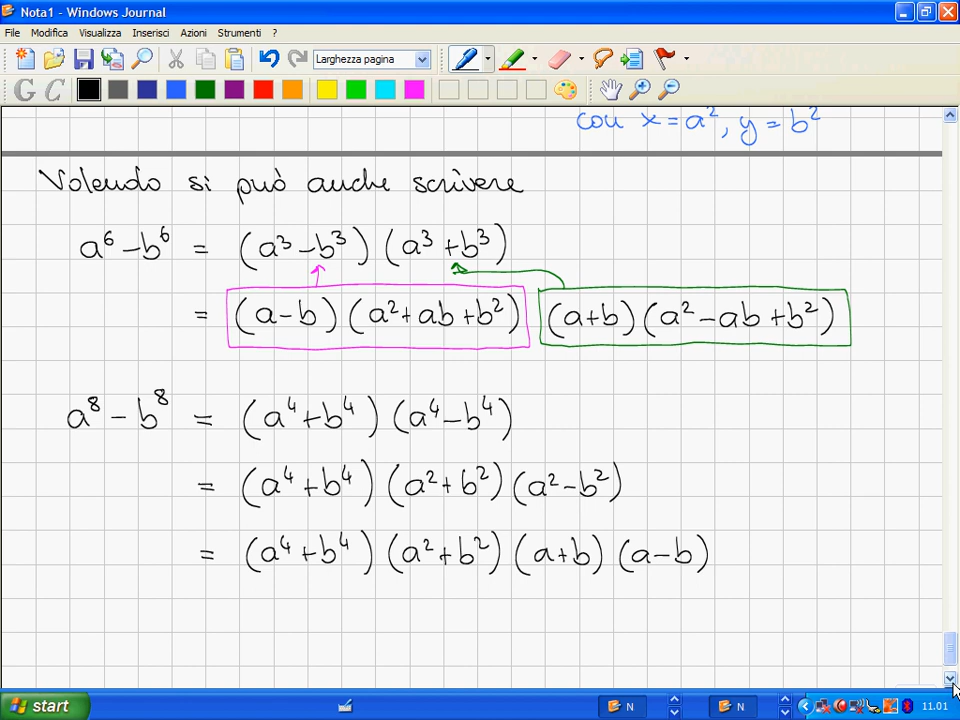 Nota1 - Windows Journal
File Modifica Visualizza Inserisci Azioni Strumenti ?
Larghezza pagina
G C
con x = a², y = b²
Volendo si può anche scrivere
a⁶ - b⁶ = (a³ - b³) (a³ + b³)
= (a - b) (a² + ab + b²) (a + b) (a² - ab + b²)
a⁸ - b⁸ = (a⁴ + b⁴) (a⁴ - b⁴)
= (a⁴ + b⁴) (a² + b²) (a² - b²)
= (a⁴ + b⁴) (a² + b²) (a + b) (a - b)
start N N 11.01